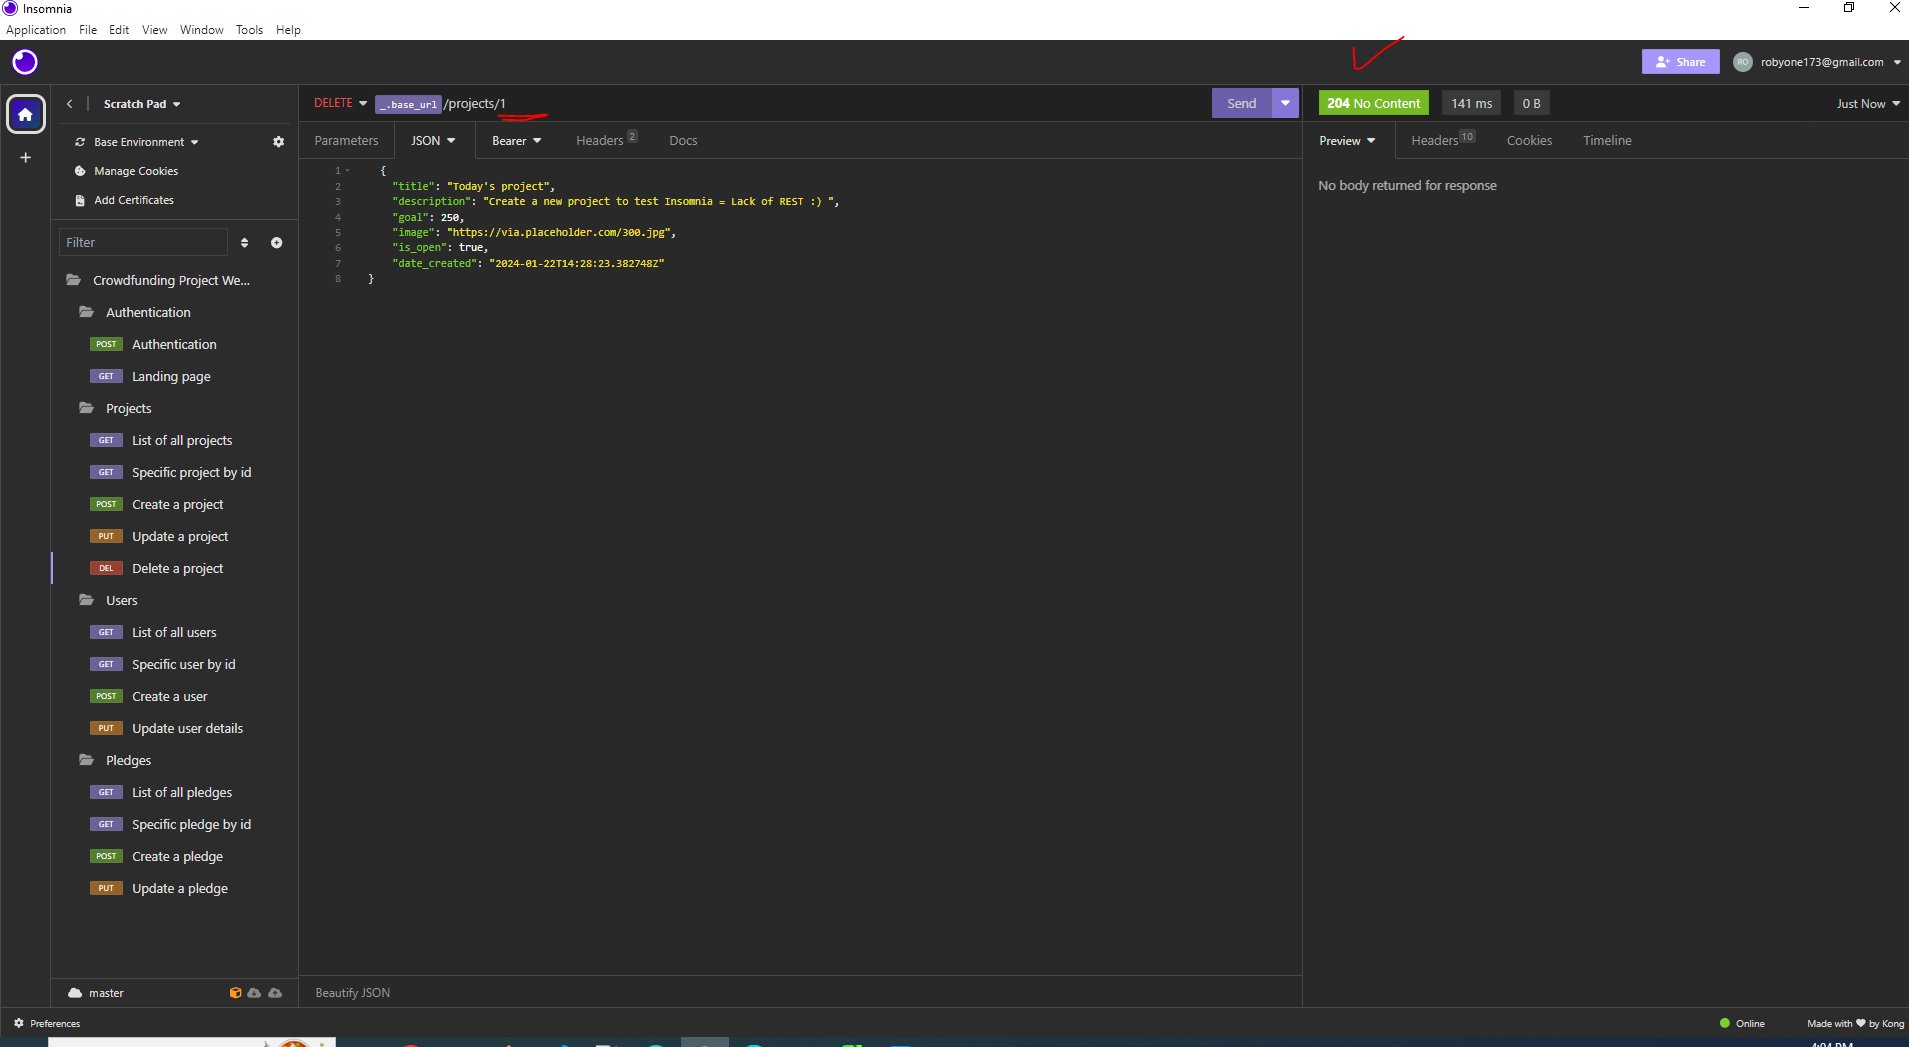 Insomnia
Application File Edit View Window Tools Help
Share RO robyone173@gmail.com
Scratch Pad
DELETE _.base_url /projects/1 Send
204 No Content 141 ms 0 B Just Now
Base Environment
Manage Cookies
Add Certificates
Parameters JSON Bearer Headers 2 Docs
Preview Headers 10 Cookies Timeline
No body returned for response
1 {
2 "title": "Today's project",
3 "description": "Create a new project to test Insomnia = Lack of REST :) ",
4 "goal": 250,
5 "image": "https://via.placeholder.com/300.jpg",
6 "is_open": true,
7 "date_created": "2024-01-22T14:28:23.382748Z"
8 }
Filter
Crowdfunding Project We...
Authentication
POST Authentication
GET Landing page
Projects
GET List of all projects
GET Specific project by id
POST Create a project
PUT Update a project
DEL Delete a project
Users
GET List of all users
GET Specific user by id
POST Create a user
PUT Update user details
Pledges
GET List of all pledges
GET Specific pledge by id
POST Create a pledge
PUT Update a pledge
master
Beautify JSON
Preferences
Online Made with by Kong
4:04 PM